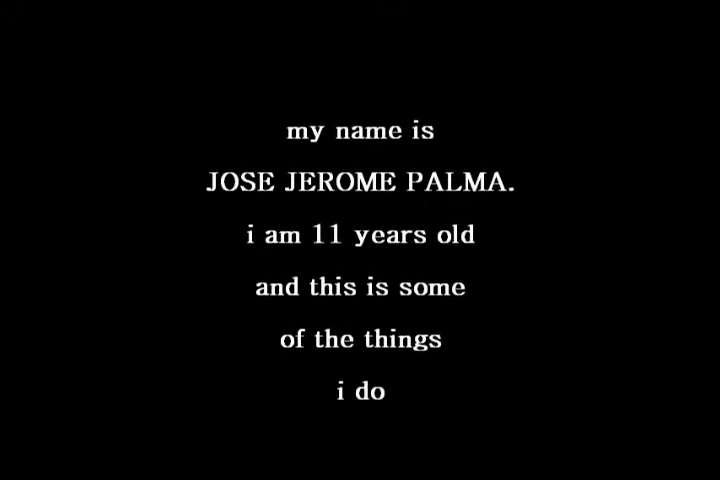 my name is
JOSE JEROME PALMA.
i am 11 years old
and this is some
of the things
i do